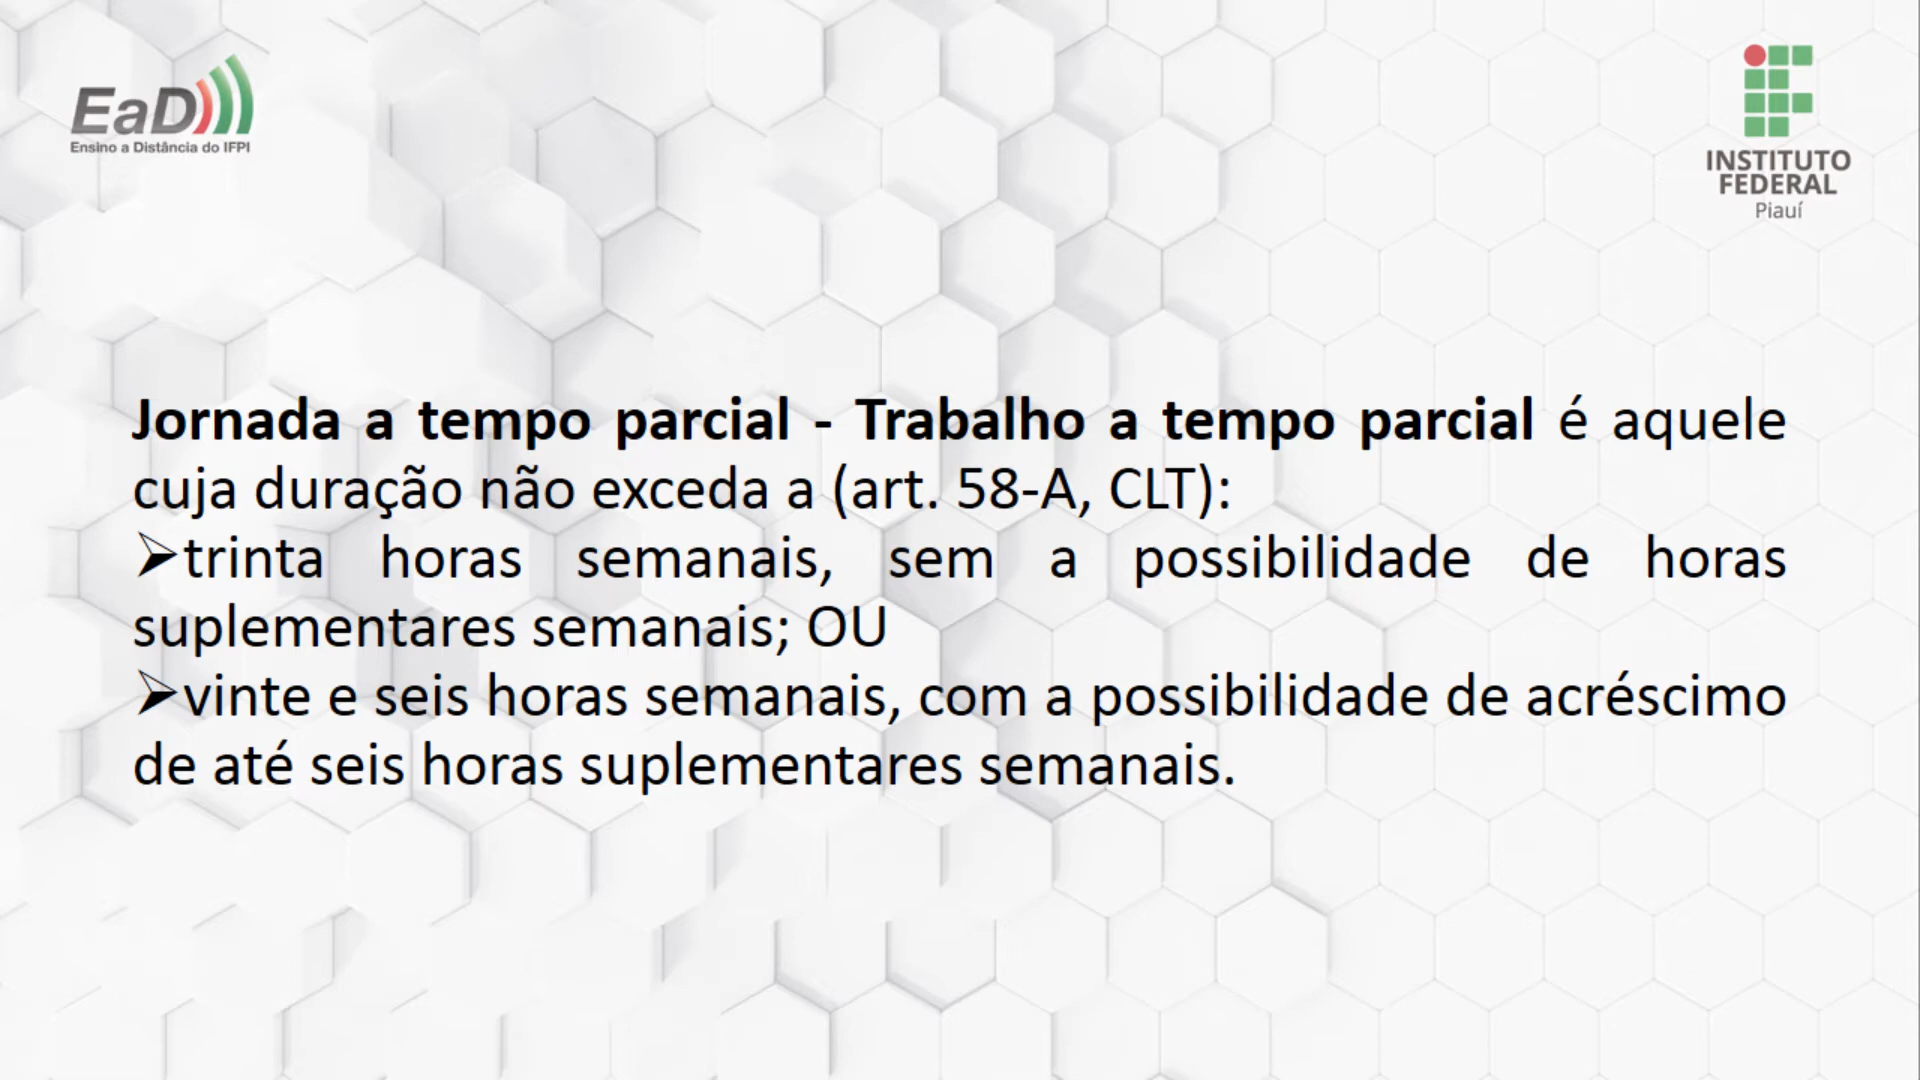 EaD
Ensino a Distância do IFPI
INSTITUTO
FEDERAL
Piauí
Jornada a tempo parcial - Trabalho a tempo parcial é aquele
cuja duração não exceda a (art. 58-A, CLT):
➢trinta horas semanais, sem a possibilidade de horas
suplementares semanais; OU
➢vinte e seis horas semanais, com a possibilidade de acréscimo
de até seis horas suplementares semanais.